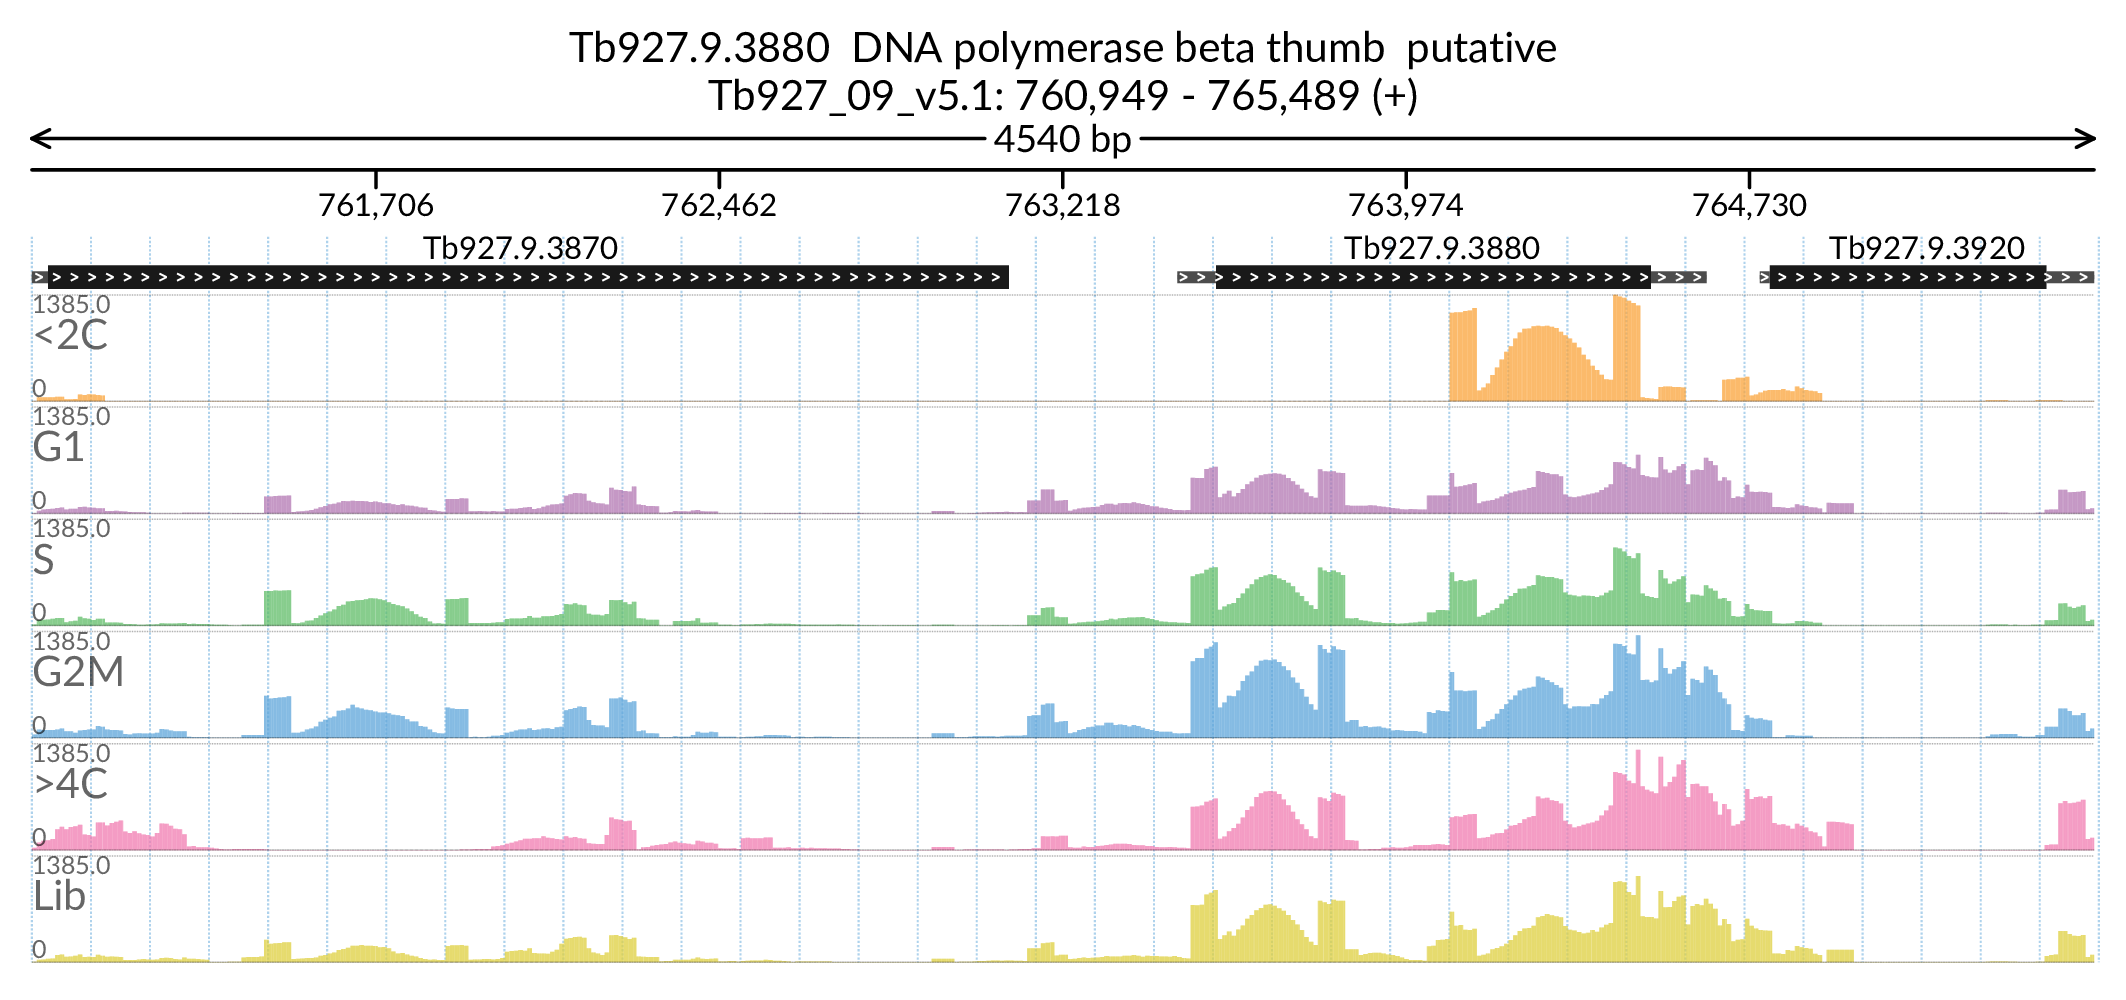 Tb927.9.3880  DNA polymerase beta thumb  putative
Tb927_09_v5.1: 760,949 - 765,489 (+)
4540 bp
761,706 762,462 763,218 763,974 764,730
Tb927.9.3870 Tb927.9.3880 Tb927.9.3920
1385.0
<2C
0
1385.0
G1
0
1385.0
S
0
1385.0
G2M
0
1385.0
>4C
0
1385.0
Lib
0